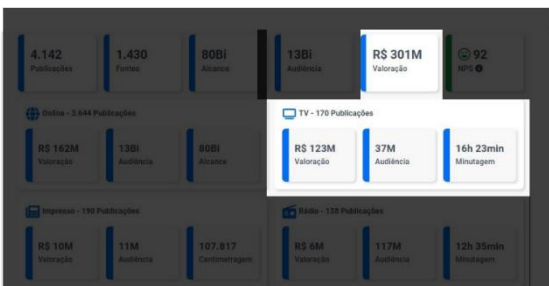 4.142
Publicações
1.430
Fontes
80Bi
Alcance
13Bi
Audiência
R$ 301M
Valoração
92
NPS
Online - 3.644 Publicações
R$ 162M
Valoração
13Bi
Audiência
80Bi
Alcance
TV - 170 Publicações
R$ 123M
Valoração
37M
Audiência
16h 23min
Minutagem
Impresso - 190 Publicações
R$ 10M
Valoração
11M
Audiência
107.817
Centimetragem
Rádio - 138 Publicações
R$ 6M
Valoração
117M
Audiência
12h 35min
Minutagem